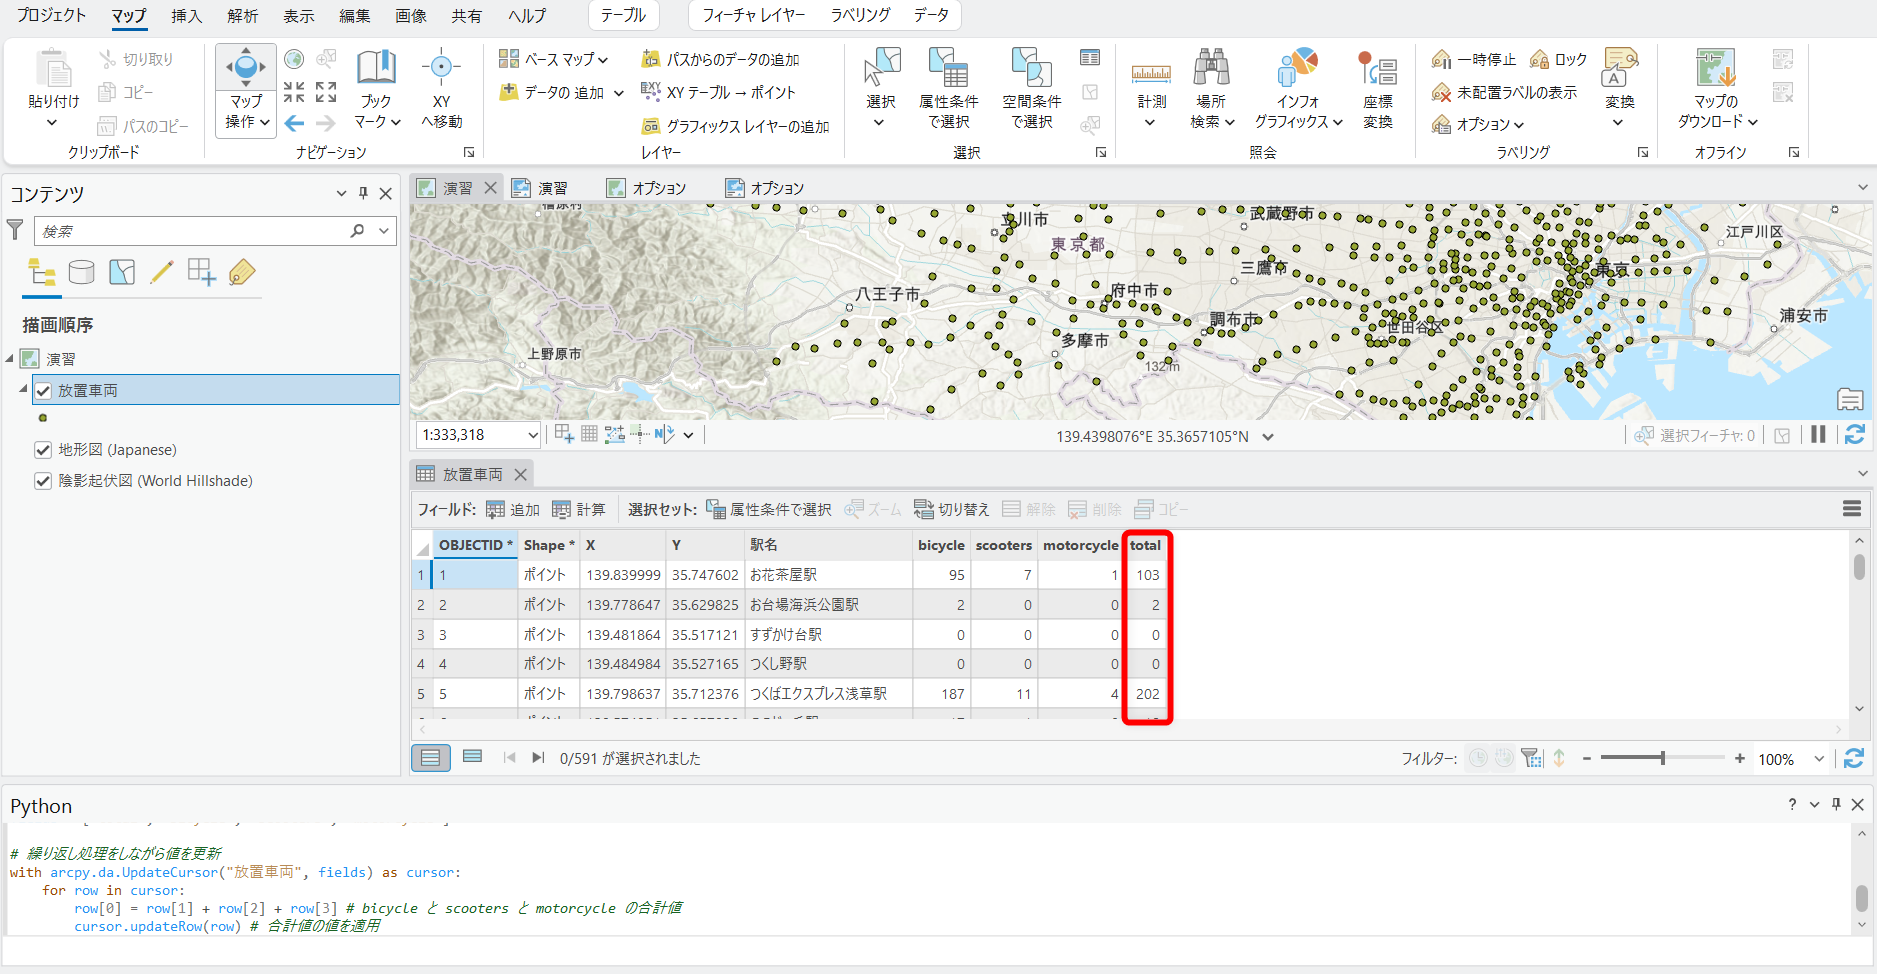 プロジェクト マップ 挿入 解析 表示 編集 画像 共有 ヘルプ テーブル フィーチャ レイヤー ラベリング データ
貼り付け
切り取り
コピー
パスのコピー
クリップボード
マップ
操作
ブック
マーク
XY
へ移動
ナビゲーション
ベース マップ
データの 追加
パスからのデータの追加
XY テーブル → ポイント
グラフィックス レイヤーの追加
レイヤー
選択
属性条件
で選択
空間条件
で選択
選択
計測
場所
検索
インフォ
グラフィックス
座標
変換
照会
一時停止 ロック
未配置ラベルの表示
オプション
変換
ラベリング
マップの
ダウンロード
オフライン
コンテンツ
検索
描画順序
演習
放置車両
地形図 (Japanese)
陰影起伏図 (World Hillshade)
演習 演習 オプション オプション
檜原村
立川市
武蔵野市
東京都
江戸川区
三鷹市
東京
八王子市
府中市
調布市
世田谷区
浦安市
多摩市
上野原市
132 m
1:333,318
139.4398076°E 35.3657105°N
選択フィーチャ: 0
放置車両
フィールド: 追加 計算 選択セット: 属性条件で選択 ズーム 切り替え 解除 削除 コピー
OBJECTID * Shape * X Y 駅名 bicycle scooters motorcycle total
1 1 ポイント 139.839999 35.747602 お花茶屋駅 95 7 1 103
2 2 ポイント 139.778647 35.629825 お台場海浜公園駅 2 0 0 2
3 3 ポイント 139.481864 35.517121 すずかけ台駅 0 0 0 0
4 4 ポイント 139.484984 35.527165 つくし野駅 0 0 0 0
5 5 ポイント 139.798637 35.712376 つくばエクスプレス浅草駅 187 11 4 202
0/591 が選択されました
フィルター: - + 100%
Python
?
# 繰り返し処理をしながら値を更新
with arcpy.da.UpdateCursor("放置車両", fields) as cursor:
for row in cursor:
row[0] = row[1] + row[2] + row[3] # bicycle と scooters と motorcycle の合計値
cursor.updateRow(row) # 合計値の値を適用